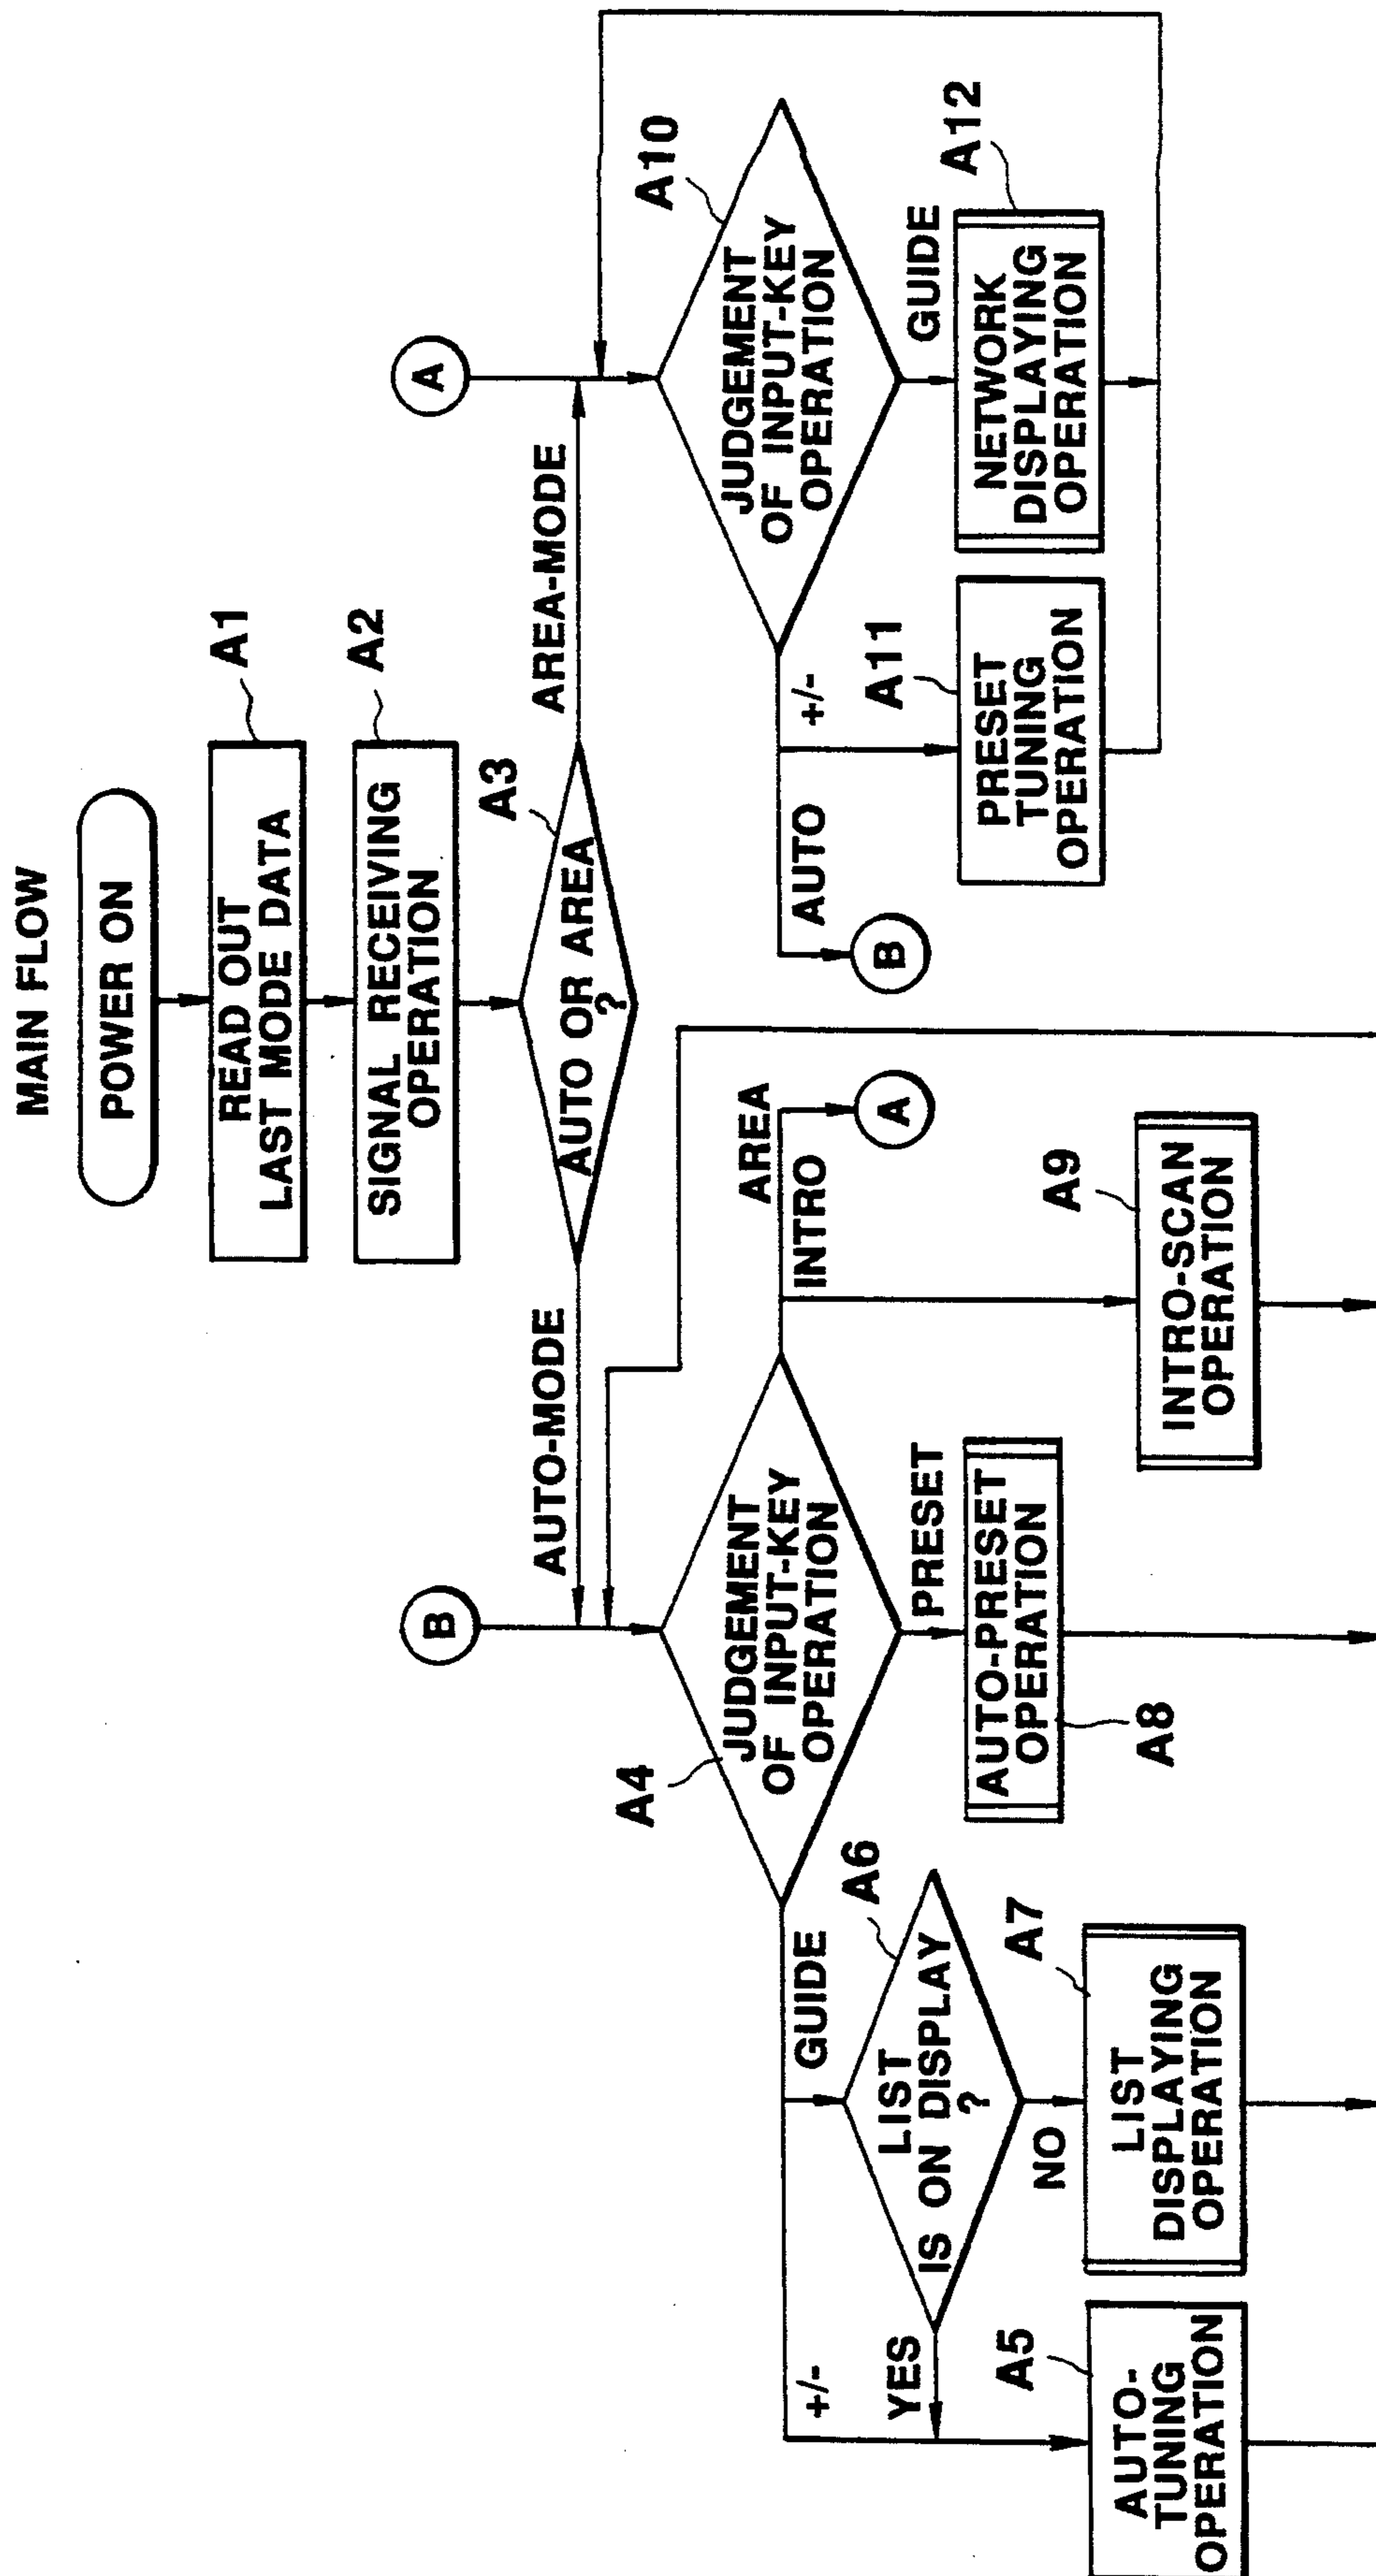 MAIN FLOW
POWER ON
READ OUT
LAST MODE DATA
A1
SIGNAL RECEIVING
OPERATION
A2
AUTO OR AREA
?
A3
AUTO-MODE
AREA-MODE
B
JUDGEMENT
OF INPUT-KEY
OPERATION
A4
+/-
GUIDE
PRESET
INTRO
AREA
A
LIST
IS ON DISPLAY
?
A6
YES
NO
AUTO-
TUNING
OPERATION
A5
LIST
DISPLAYING
OPERATION
A7
AUTO-PRESET
OPERATION
A8
INTRO-SCAN
OPERATION
A9
A
JUDGEMENT
OF INPUT-KEY
OPERATION
A10
AUTO
+/-
GUIDE
B
PRESET
TUNING
OPERATION
A11
NETWORK
DISPLAYING
OPERATION
A12